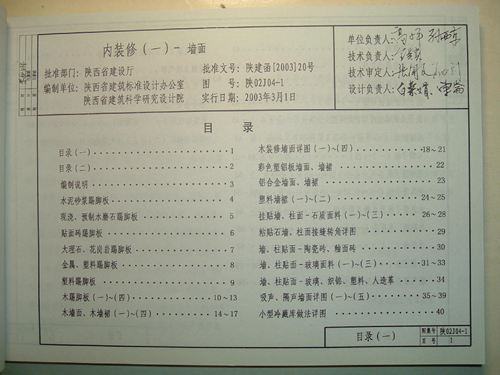 内装修(一)-墙面
批准部门: 陕西省建设厅
批准文号: 陕建函[2003]20号
编制单位: 陕西省建筑标准设计办公室
图 号: 陕02J04-1
陕西省建筑科学研究设计院
实行日期: 2003年3月1日
单位负责人:
技术负责人:
技术审定人:
设计负责人:
目 录
目录(一) 1
目录(二) 2
编制说明 3
水泥砂浆踢脚板 4
现浇、预制水磨石踢脚板 5
贴面砖踢脚板 6
大理石、花岗岩踢脚板 7
金属、塑料踢脚板 8
塑料踢脚板 9
木踢脚板(一)~(四) 10~13
木墙面、木墙裙(一)~(四) 14~17
木装修墙面详图(一)~(四) 18~21
彩色塑铝板墙面、墙裙 22
铝合金墙面、墙裙 23
塑料墙裙(一)(二) 24~25
挂贴墙、柱面-石质面料(一)~(三) 26~28
粘贴石墙、柱面接缝转角详图 29
墙、柱贴面-陶瓷砖、釉面砖 30
墙、柱贴面-玻璃面料(一)~(三) 31~33
墙、柱贴面-玻璃、织锦、塑料、人造革 34
吸声、隔声墙面详图(一)~(五) 35~39
小型冷藏库做法详图 40
目录(一)
图集号 陕02J04-1
页号 1